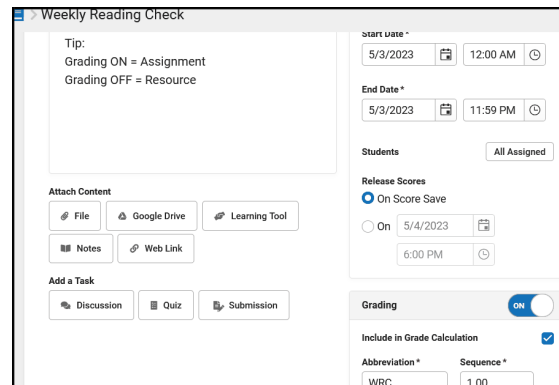 > Weekly Reading Check
Tip:
Grading ON = Assignment
Grading OFF = Resource
Attach Content
File
Google Drive
Learning Tool
Notes
Web Link
Add a Task
Discussion
Quiz
Submission
Start Date *
5/3/2023
12:00 AM
End Date *
5/3/2023
11:59 PM
Students
All Assigned
Release Scores
On Score Save
On
5/4/2023
6:00 PM
Grading
ON
Include in Grade Calculation
Abbreviation *
Sequence *
WRC
1.00